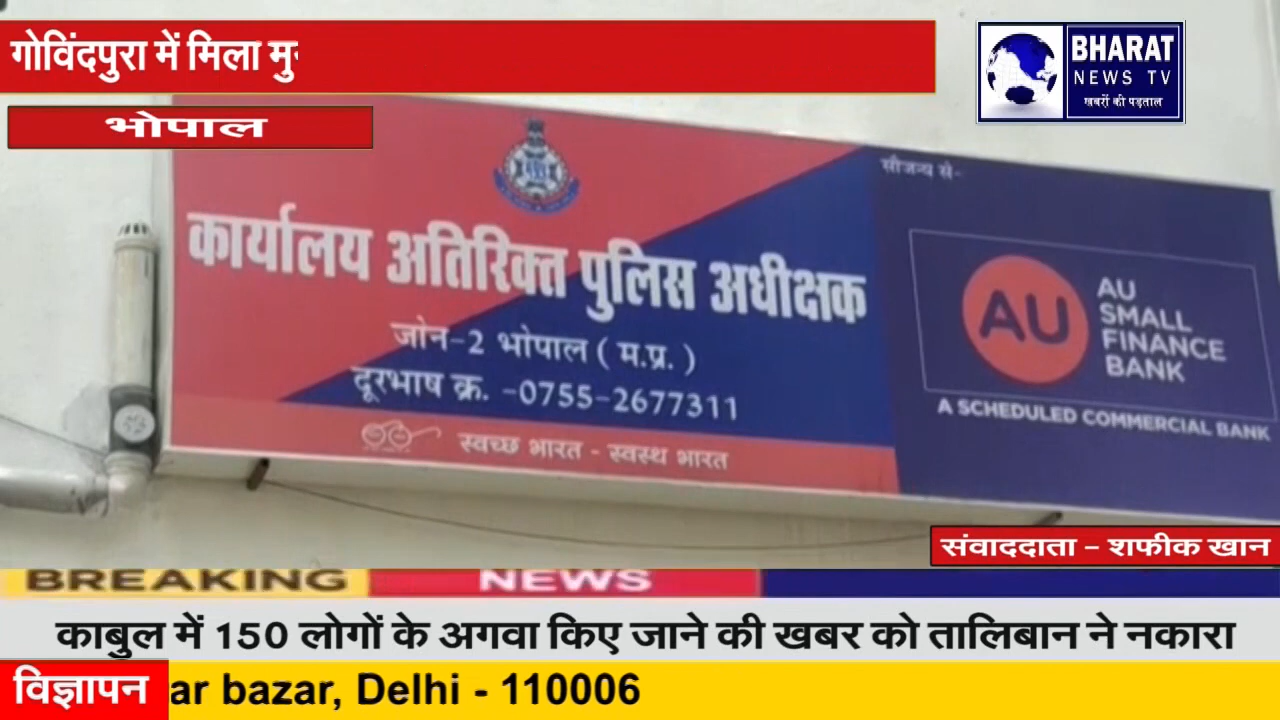 गोविंदपुरा में मिला
BHARAT
NEWS TV
खबरों की पड़ताल
भोपाल
सौजन्य से-
कार्यालय अतिरिक्त पुलिस अधीक्षक
जोन-2 भोपाल ( म.प्र. )
दूरभाष क्र. -0755-2677311
स्वच्छ भारत - स्वस्थ भारत
AU
AU
SMALL
FINANCE
BANK
A SCHEDULED COMMERCIAL BANK
संवाददाता – शफीक खान
BREAKING NEWS
काबुल में 150 लोगों के अगवा किए जाने की खबर को तालिबान ने नकारा
विज्ञापन
bazar, Delhi - 110006